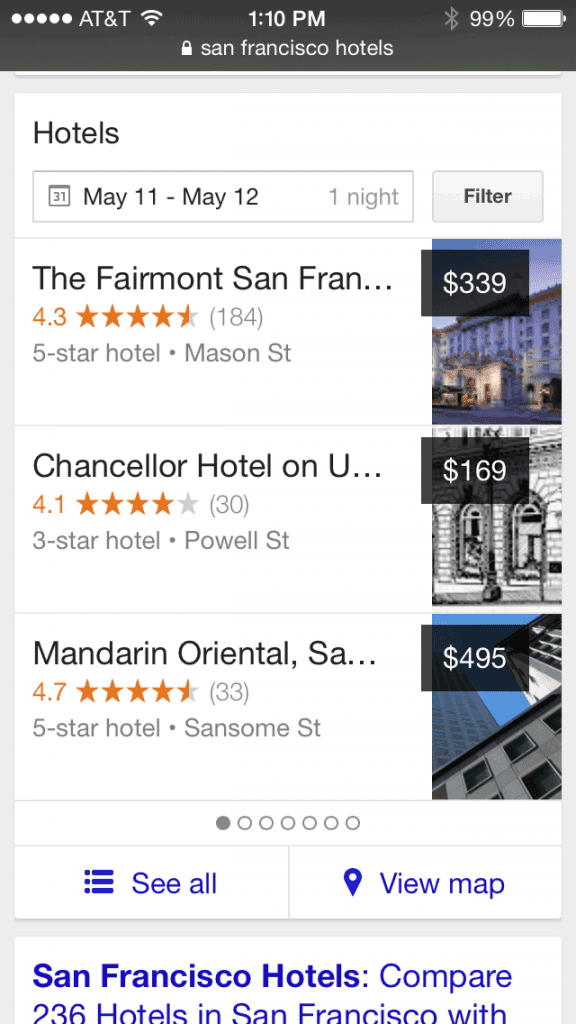 AT&T 1:10 PM 99%
san francisco hotels
Hotels
31 May 11 - May 12 1 night Filter
The Fairmont San Fran... $339
4.3 (184)
5-star hotel • Mason St
Chancellor Hotel on U... $169
4.1 (30)
3-star hotel • Powell St
Mandarin Oriental, Sa... $495
4.7 (33)
5-star hotel • Sansome St
See all View map
San Francisco Hotels: Compare
236 Hotels in San Francisco with